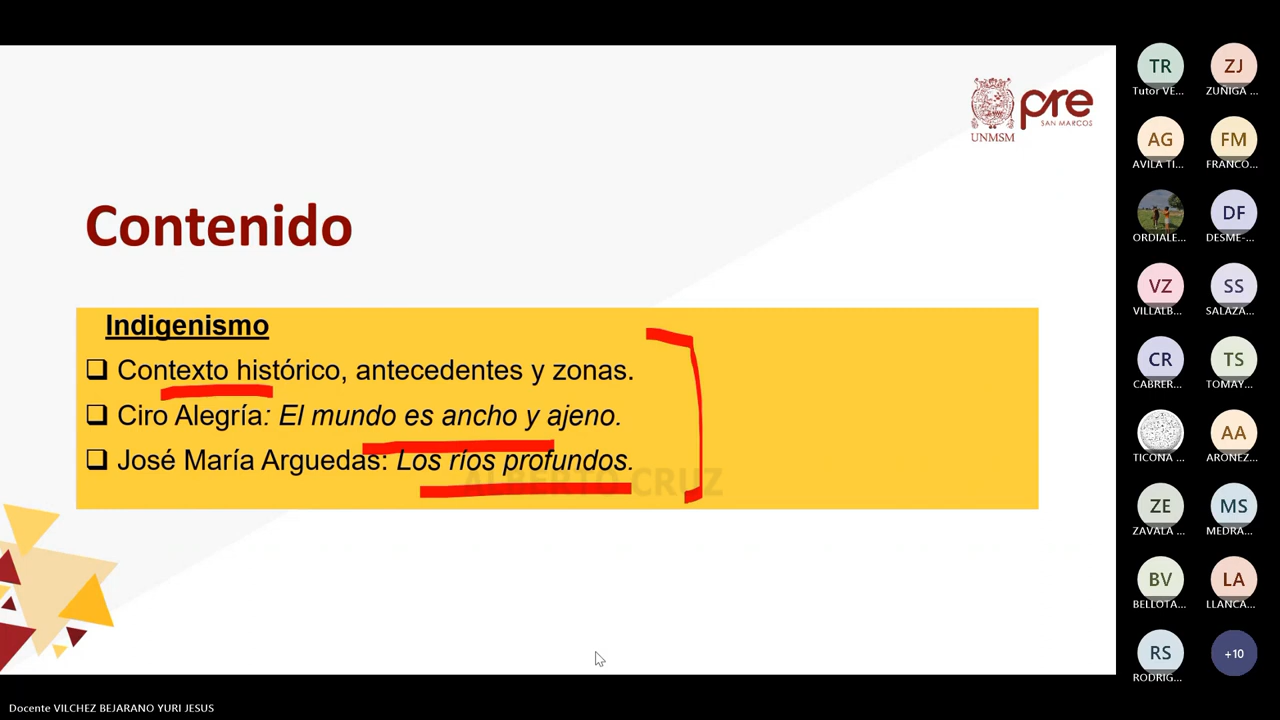 UNMSM
pre
SAN MARCOS
Contenido
Indigenismo
❑ Contexto histórico, antecedentes y zonas.
❑ Ciro Alegría: El mundo es ancho y ajeno.
❑ José María Arguedas: Los ríos profundos.
ALBERTO CRUZ
TR
Tutor VE...
ZJ
ZUÑIGA ...
AG
AVILA TI...
FM
FRANCO...
ORDIALE...
DF
DESME-...
VZ
VILLALB...
SS
SALAZA...
CR
CABRER...
TS
TOMAY...
TICONA ...
AA
ARONEZ...
ZE
ZAVALA ...
MS
MEDRA...
BV
BELLOTA...
LA
LLANCA...
RS
RODRIG...
+10
Docente VILCHEZ BEJARANO YURI JESUS